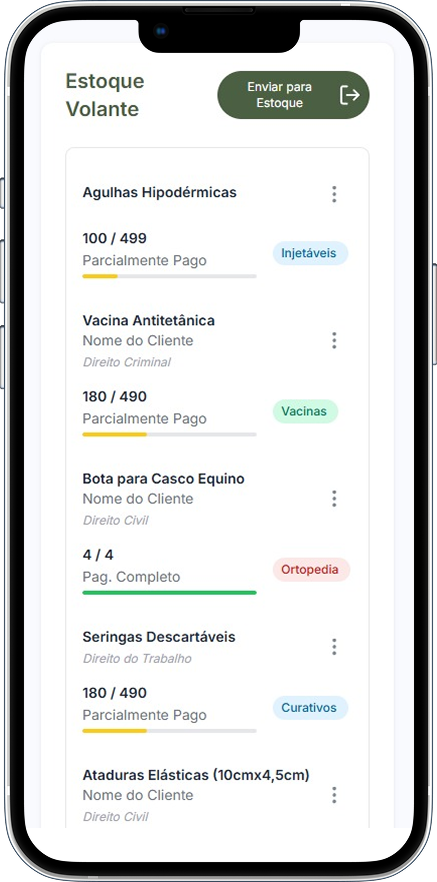 Estoque
Volante
Enviar para
Estoque
Agulhas Hipodérmicas
100 / 499
Parcialmente Pago
Injetáveis
Vacina Antitetânica
Nome do Cliente
Direito Criminal
180 / 490
Parcialmente Pago
Vacinas
Bota para Casco Equino
Nome do Cliente
Direito Civil
4 / 4
Pag. Completo
Ortopedia
Seringas Descartáveis
Direito do Trabalho
180 / 490
Parcialmente Pago
Curativos
Ataduras Elásticas (10cmx4,5cm)
Nome do Cliente
Direito Civil